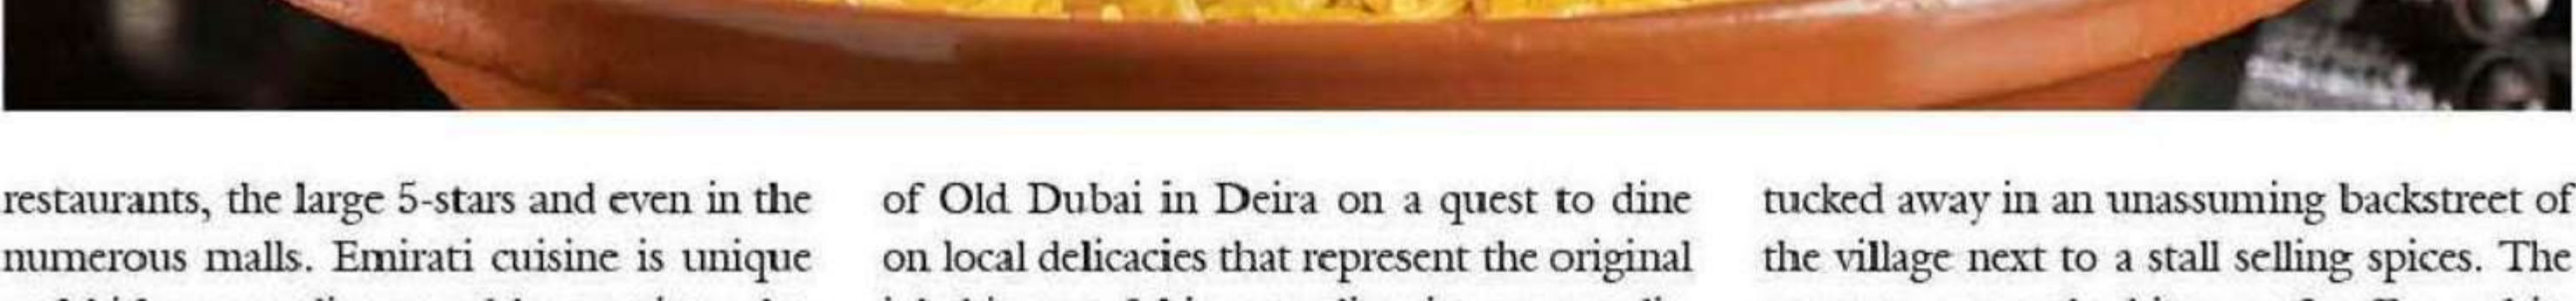 restaurants, the large 5-stars and even in the
numerous malls. Emirati cuisine is unique
of Old Dubai in Deira on a quest to dine
on local delicacies that represent the original
tucked away in an unassuming backstreet of
the village next to a stall selling spices. The